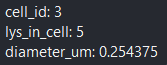 cell_id: 3
lys_in_cell: 5
diameter_um: 0.254375